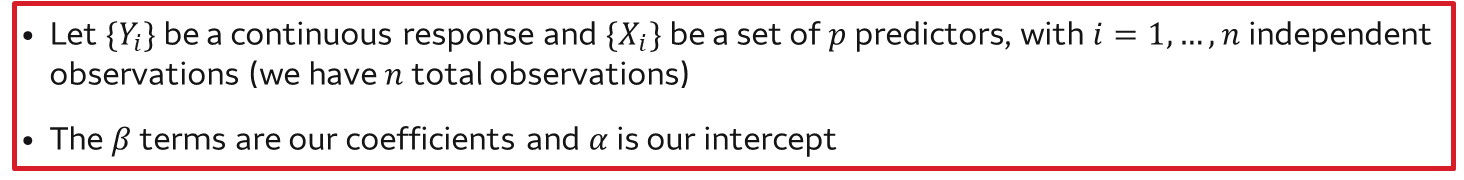 • Let {𝑌ᵢ} be a continuous response and {𝑋ᵢ} be a set of 𝑝 predictors, with 𝑖 = 1, … , 𝑛 independent
observations (we have 𝑛 total observations)
• The 𝛽 terms are our coefficients and 𝛼 is our intercept